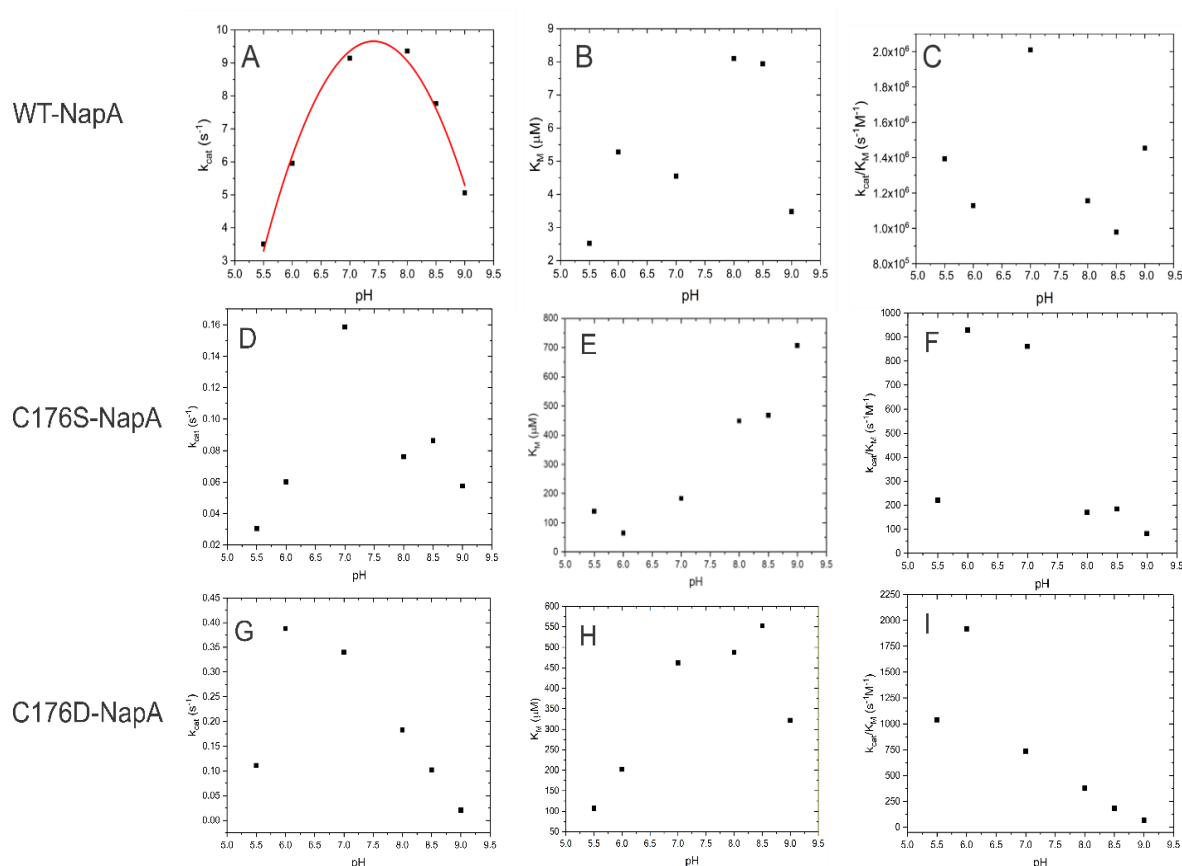 WT-NapA
A
k_cat (s⁻¹)
10
9
8
7
6
5
4
3
5.0 5.5 6.0 6.5 7.0 7.5 8.0 8.5 9.0 9.5
pH
B
K_M (μM)
9
8
7
6
5
4
3
2
5.0 5.5 6.0 6.5 7.0 7.5 8.0 8.5 9.0 9.5
pH
C
k_cat/K_M (s⁻¹M⁻¹)
2.0x10⁶
1.8x10⁶
1.6x10⁶
1.4x10⁶
1.2x10⁶
1.0x10⁶
8.0x10⁵
5.0 5.5 6.0 6.5 7.0 7.5 8.0 8.5 9.0 9.5
pH
C176S-NapA
D
k_cat (s⁻¹)
0.16
0.14
0.12
0.10
0.08
0.06
0.04
0.02
5.0 5.5 6.0 6.5 7.0 7.5 8.0 8.5 9.0 9.5
pH
E
K_M (μM)
800
700
600
500
400
300
200
100
0
5.0 5.5 6.0 6.5 7.0 7.5 8.0 8.5 9.0 9.5
pH
F
k_cat/K_M (s⁻¹M⁻¹)
1000
900
800
700
600
500
400
300
200
100
0
5.0 5.5 6.0 6.5 7.0 7.5 8.0 8.5 9.0 9.5
pH
C176D-NapA
G
k_cat (s⁻¹)
0.45
0.40
0.35
0.30
0.25
0.20
0.15
0.10
0.05
0.00
5.0 5.5 6.0 6.5 7.0 7.5 8.0 8.5 9.0 9.5
pH
H
K_M (μM)
600
550
500
450
400
350
300
250
200
150
100
50
5.0 5.5 6.0 6.5 7.0 7.5 8.0 8.5 9.0 9.5
pH
I
k_cat/K_M (s⁻¹M⁻¹)
2250
2000
1750
1500
1250
1000
750
500
250
0
5.0 5.5 6.0 6.5 7.0 7.5 8.0 8.5 9.0 9.5
pH